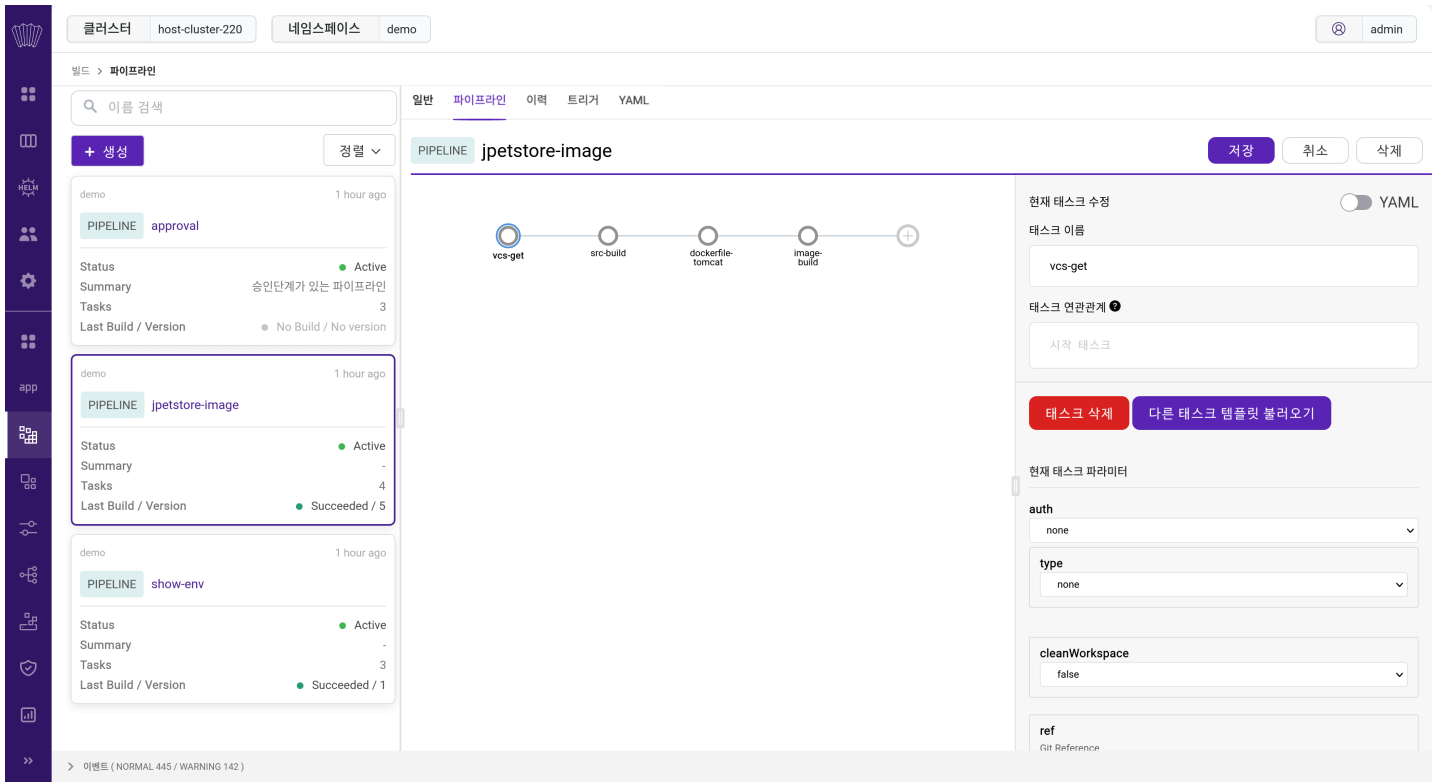 클러스터 host-cluster-220 네임스페이스 demo admin
빌드 > 파이프라인
HELM
app
이름 검색
+ 생성 정렬
demo 1 hour ago
PIPELINE approval
Status Active
Summary 승인단계가 있는 파이프라인
Tasks 3
Last Build / Version No Build / No version
demo 1 hour ago
PIPELINE jpetstore-image
Status Active
Summary -
Tasks 4
Last Build / Version Succeeded / 5
demo 1 hour ago
PIPELINE show-env
Status Active
Summary -
Tasks 3
Last Build / Version Succeeded / 1
일반 파이프라인 이력 트리거 YAML
PIPELINE jpetstore-image 저장 취소 삭제
vcs-get
src-build
dockerfile-
tomcat
image-
build
현재 태스크 수정 YAML
태스크 이름
vcs-get
태스크 연관관계 ?
시작 태스크
태스크 삭제 다른 태스크 템플릿 불러오기
현재 태스크 파라미터
auth
none
type
none
cleanWorkspace
false
ref
Git Reference
이벤트 ( NORMAL 445 / WARNING 142 )